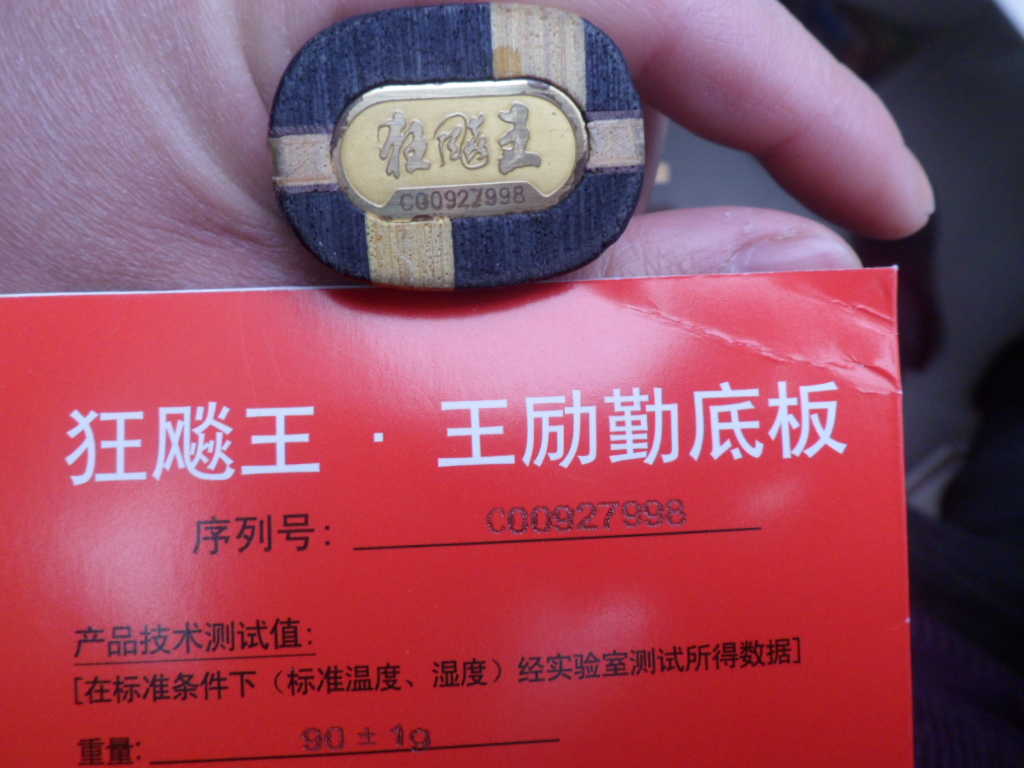 狂飚王
C00927998
狂飚王 · 王励勤底板
序列号： C00927998
产品技术测试值：
[在标准条件下（标准温度、湿度）经实验室测试所得数据]
重量： 90 ± 1g